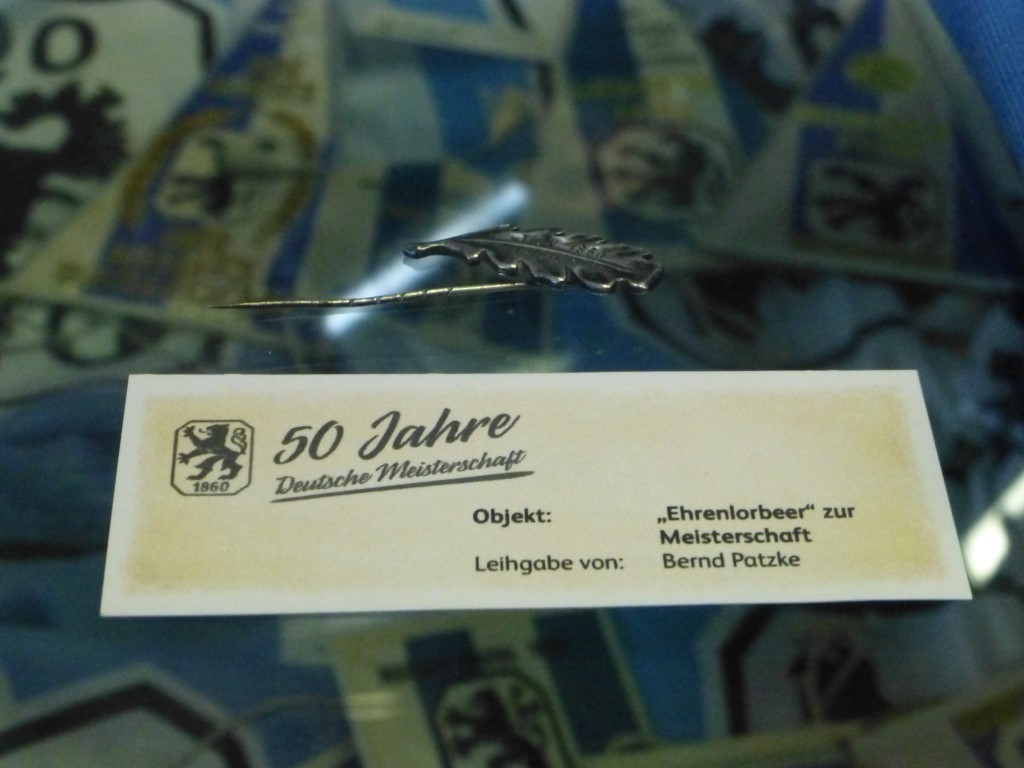 1860
50 Jahre
Deutsche Meisterschaft
Objekt: „Ehrenlorbeer“ zur
Meisterschaft
Leihgabe von: Bernd Patzke